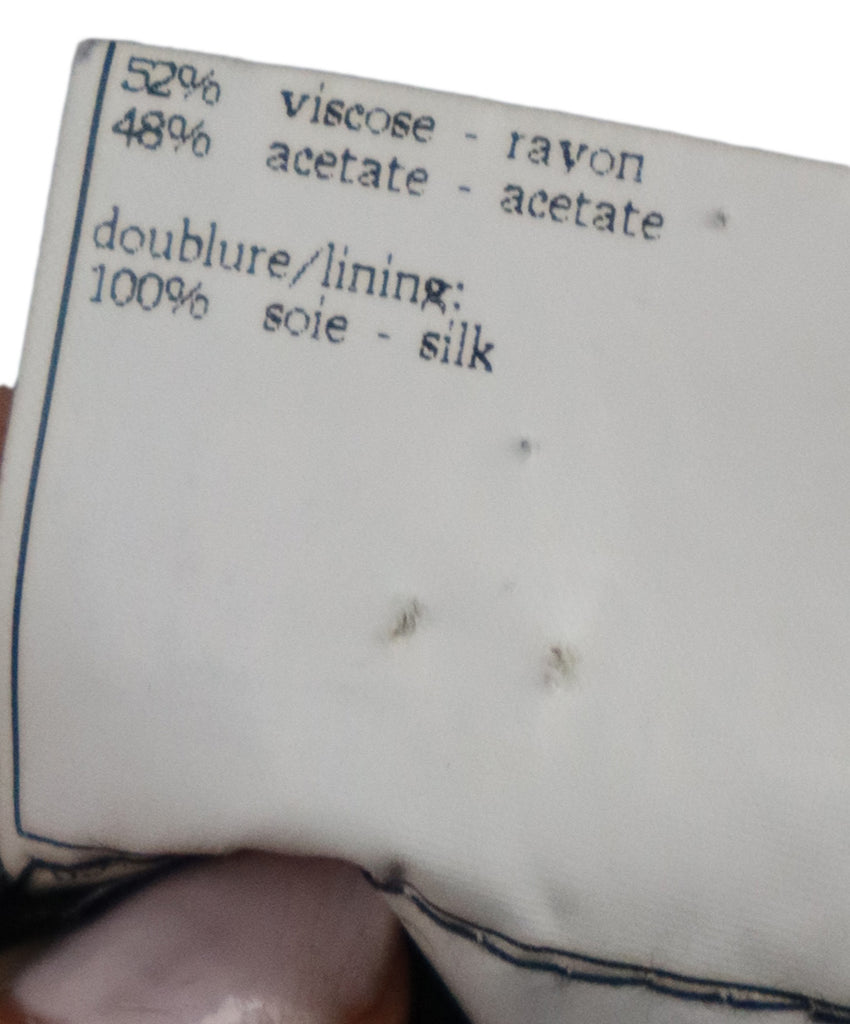 52% viscose - rayon
48% acetate - acetate
doublure/lining:
100% soie - silk